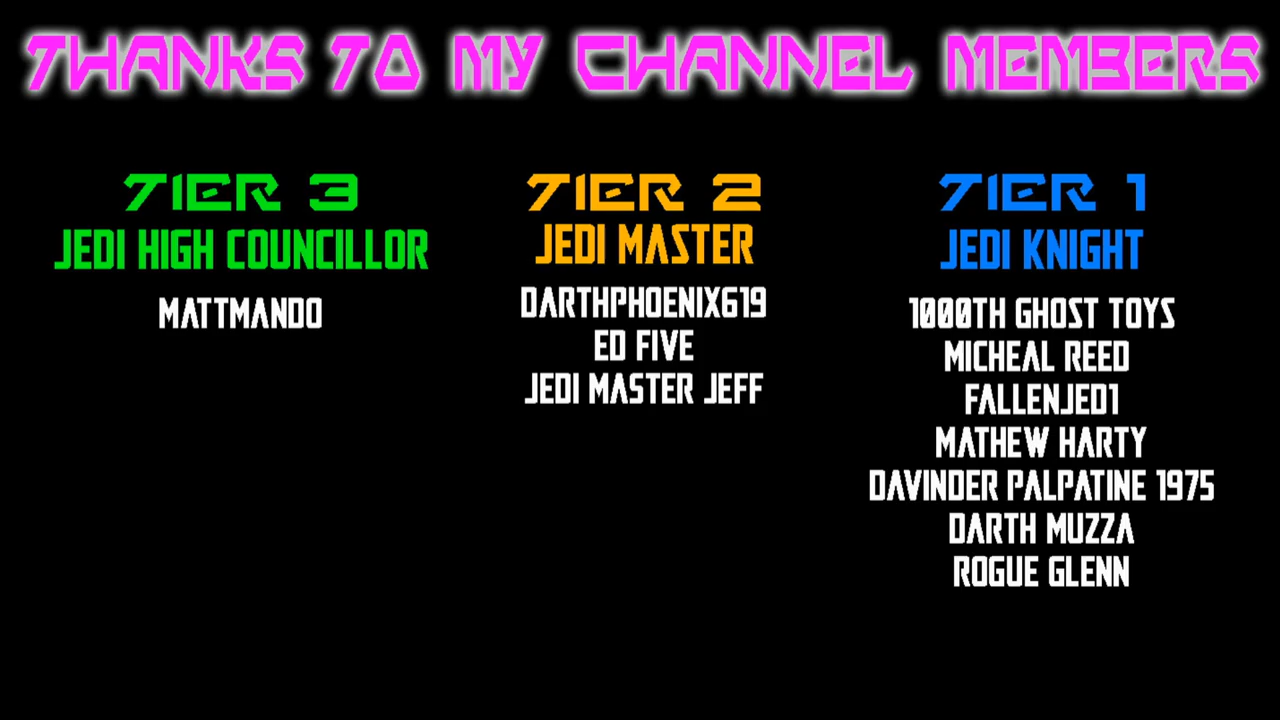 THANKS TO MY CHANNEL MEMBERS
TIER 3
JEDI HIGH COUNCILLOR
MATTMANDO
TIER 2
JEDI MASTER
DARTHPHOENIX619
ED FIVE
JEDI MASTER JEFF
TIER 1
JEDI KNIGHT
1000TH GHOST TOYS
MICHEAL REED
FALLENJED1
MATHEW HARTY
DAVINDER PALPATINE 1975
DARTH MUZZA
ROGUE GLENN